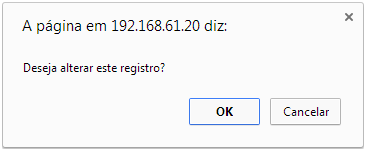 A página em 192.168.61.20 diz:
Deseja alterar este registro?
OK
Cancelar